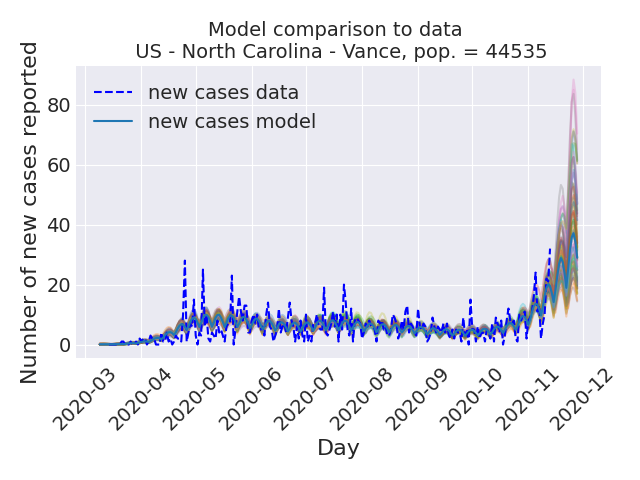 Model comparison to data
US - North Carolina - Vance, pop. = 44535
new cases data
new cases model
Number of new cases reported
80
60
40
20
0
2020-03
2020-04
2020-05
2020-06
2020-07
2020-08
2020-09
2020-10
2020-11
2020-12
Day